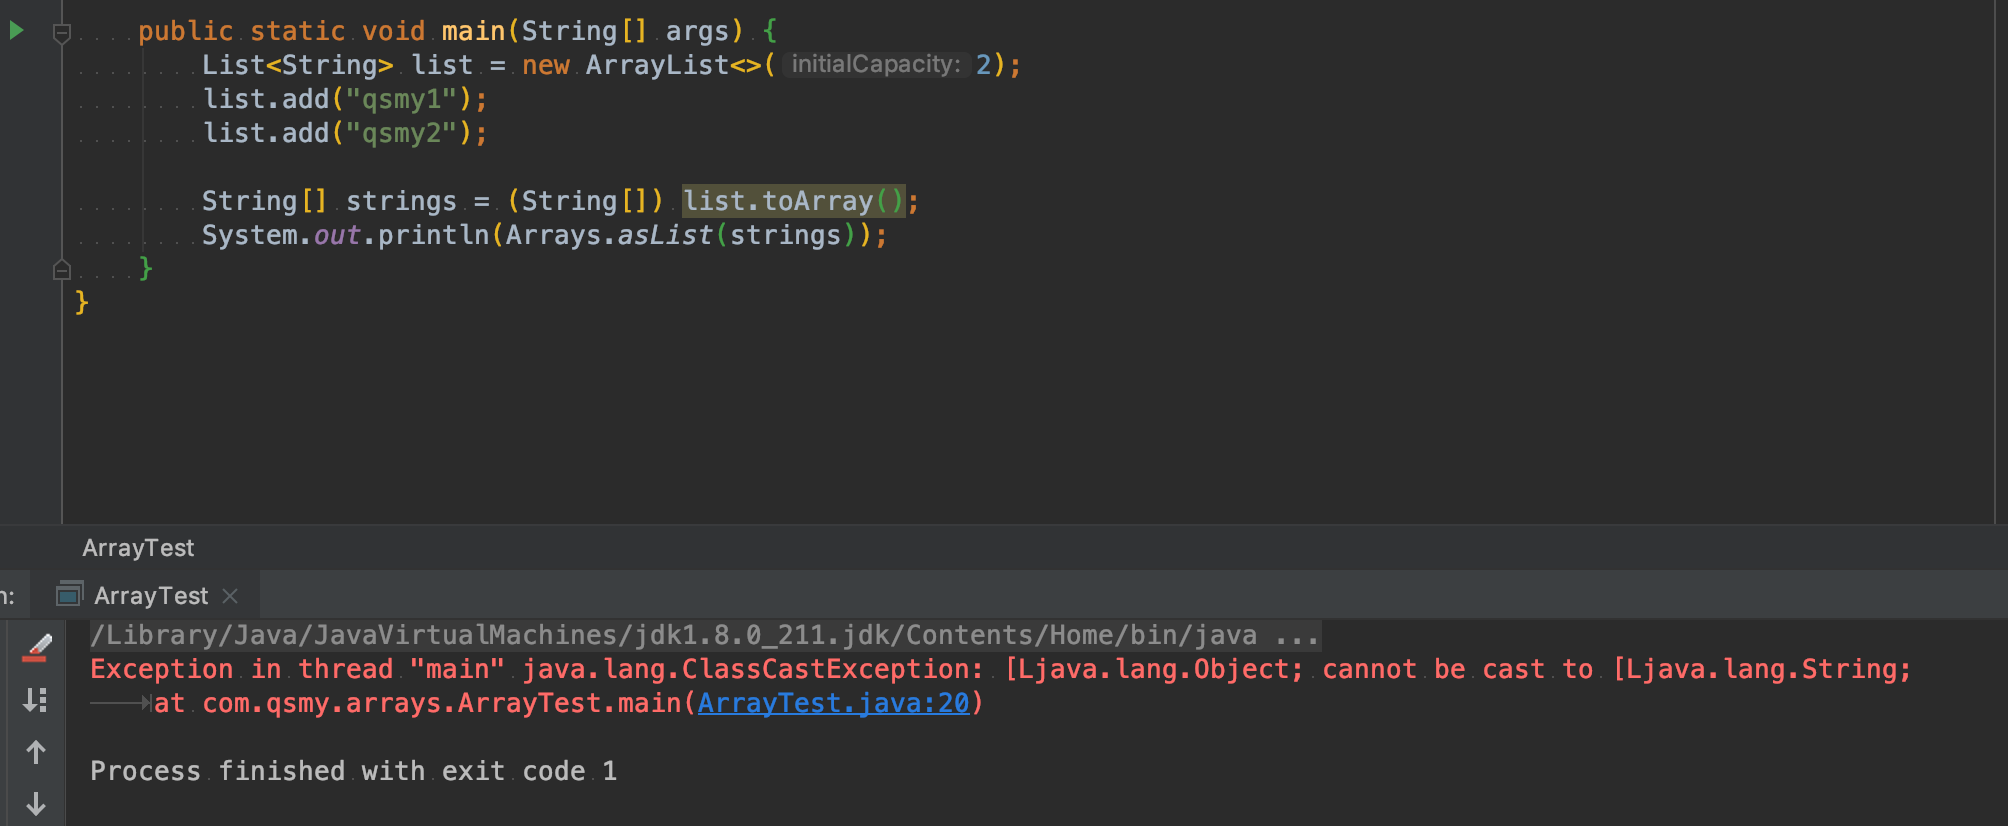 public static void main(String[] args) {
List<String> list = new ArrayList<>( initialCapacity: 2);
list.add("qsmy1");
list.add("qsmy2");
String[] strings = (String[]) list.toArray();
System.out.println(Arrays.asList(strings));
}
}
ArrayTest
n: ArrayTest
/Library/Java/JavaVirtualMachines/jdk1.8.0_211.jdk/Contents/Home/bin/java ...
Exception in thread "main" java.lang.ClassCastException: [Ljava.lang.Object; cannot be cast to [Ljava.lang.String;
at com.qsmy.arrays.ArrayTest.main(ArrayTest.java:20)
Process finished with exit code 1